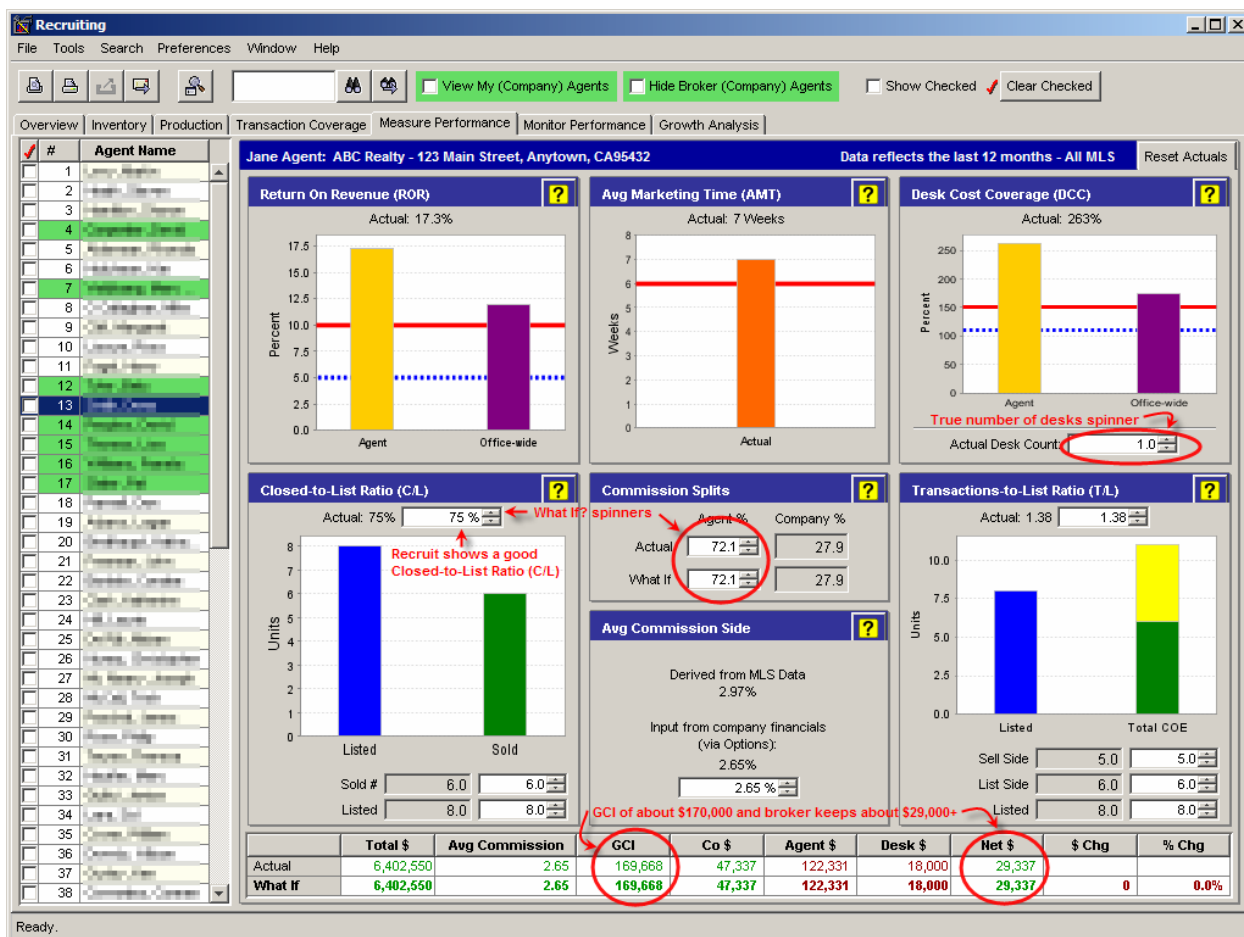 Recruiting
File Tools Search Preferences Window Help
View My (Company) Agents Hide Broker (Company) Agents Show Checked Clear Checked
Overview Inventory Production Transaction Coverage Measure Performance Monitor Performance Growth Analysis
# Agent Name
1
2
3
4
5
6
7
8
9
10
11
12
13
14
15
16
17
18
19
20
21
22
23
24
25
26
27
28
29
30
31
32
33
34
35
36
37
38
Jane Agent: ABC Realty - 123 Main Street, Anytown, CA95432 Data reflects the last 12 months - All MLS Reset Actuals
Return On Revenue (ROR) ?
Actual: 17.3%
17.5
15.0
12.5
10.0
7.5
5.0
2.5
0.0
Percent
Agent Office-wide
Avg Marketing Time (AMT) ?
Actual: 7 Weeks
8
7
6
5
4
3
2
1
0
Weeks
Actual
Desk Cost Coverage (DCC) ?
Actual: 263%
250
200
150
100
50
0
Percent
Agent Office-wide
True number of desks spinner
Actual Desk Count: 1.0
Closed-to-List Ratio (C/L) ?
Actual: 75% 75 %
What If? spinners
Recruit shows a good
Closed-to-List Ratio (C/L)
8
7
6
5
4
3
2
1
0
Units
Listed Sold
Sold # 6.0 6.0
Listed 8.0 8.0
Commission Splits ?
Agent % Company %
Actual 72.1 27.9
What If 72.1 27.9
Avg Commission Side ?
Derived from MLS Data
2.97%
Input from company financials
(via Options):
2.65%
2.65 %
Transactions-to-List Ratio (T/L) ?
Actual: 1.38 1.38
10.0
7.5
5.0
2.5
0.0
Units
Listed Total COE
Sell Side 5.0 5.0
List Side 6.0 6.0
Listed 8.0 8.0
GCI of about $170,000 and broker keeps about $29,000+
Total $ Avg Commission GCI Co $ Agent $ Desk $ Net $ $ Chg % Chg
Actual 6,402,550 2.65 169,668 47,337 122,331 18,000 29,337
What If 6,402,550 2.65 169,668 47,337 122,331 18,000 29,337 0 0.0%
Ready.